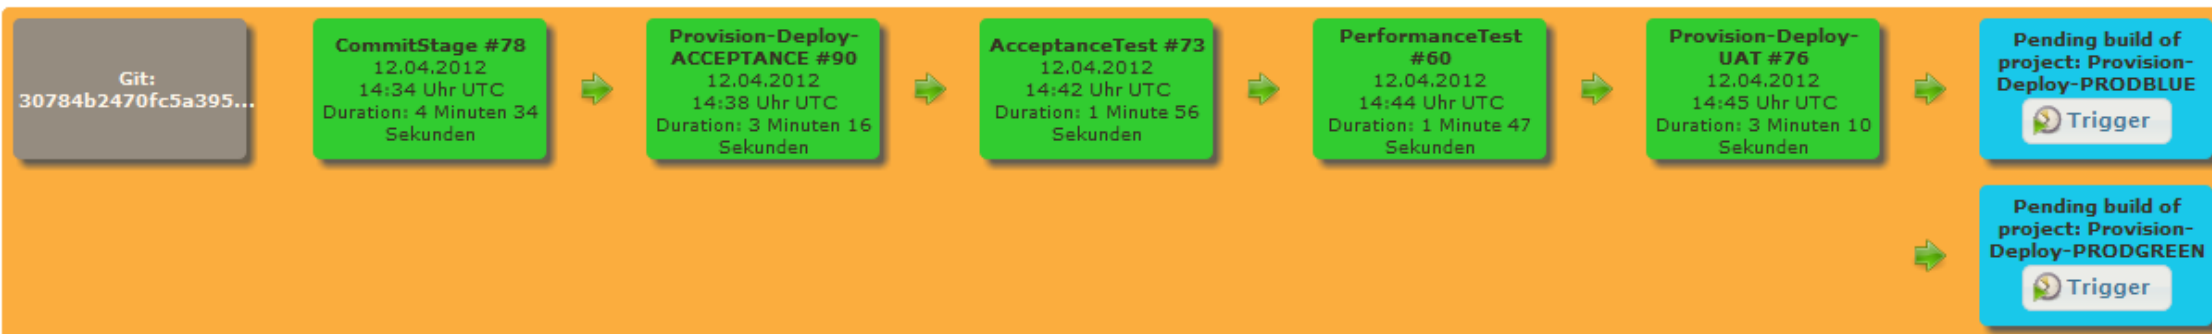 Git:
30784b2470fc5a395...
CommitStage #78
12.04.2012
14:34 Uhr UTC
Duration: 4 Minuten 34
Sekunden
Provision-Deploy-
ACCEPTANCE #90
12.04.2012
14:38 Uhr UTC
Duration: 3 Minuten 16
Sekunden
AcceptanceTest #73
12.04.2012
14:42 Uhr UTC
Duration: 1 Minute 56
Sekunden
PerformanceTest
#60
12.04.2012
14:44 Uhr UTC
Duration: 1 Minute 47
Sekunden
Provision-Deploy-
UAT #76
12.04.2012
14:45 Uhr UTC
Duration: 3 Minuten 10
Sekunden
Pending build of
project: Provision-
Deploy-PRODBLUE
Trigger
Pending build of
project: Provision-
Deploy-PRODGREEN
Trigger